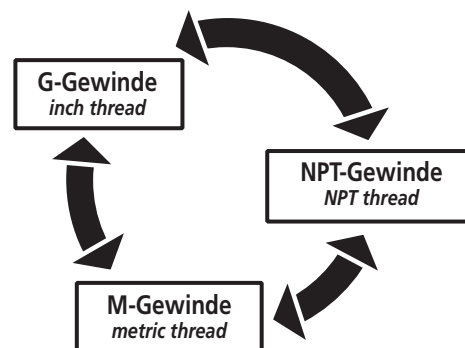 G-Gewinde
inch thread
NPT-Gewinde
NPT thread
M-Gewinde
metric thread